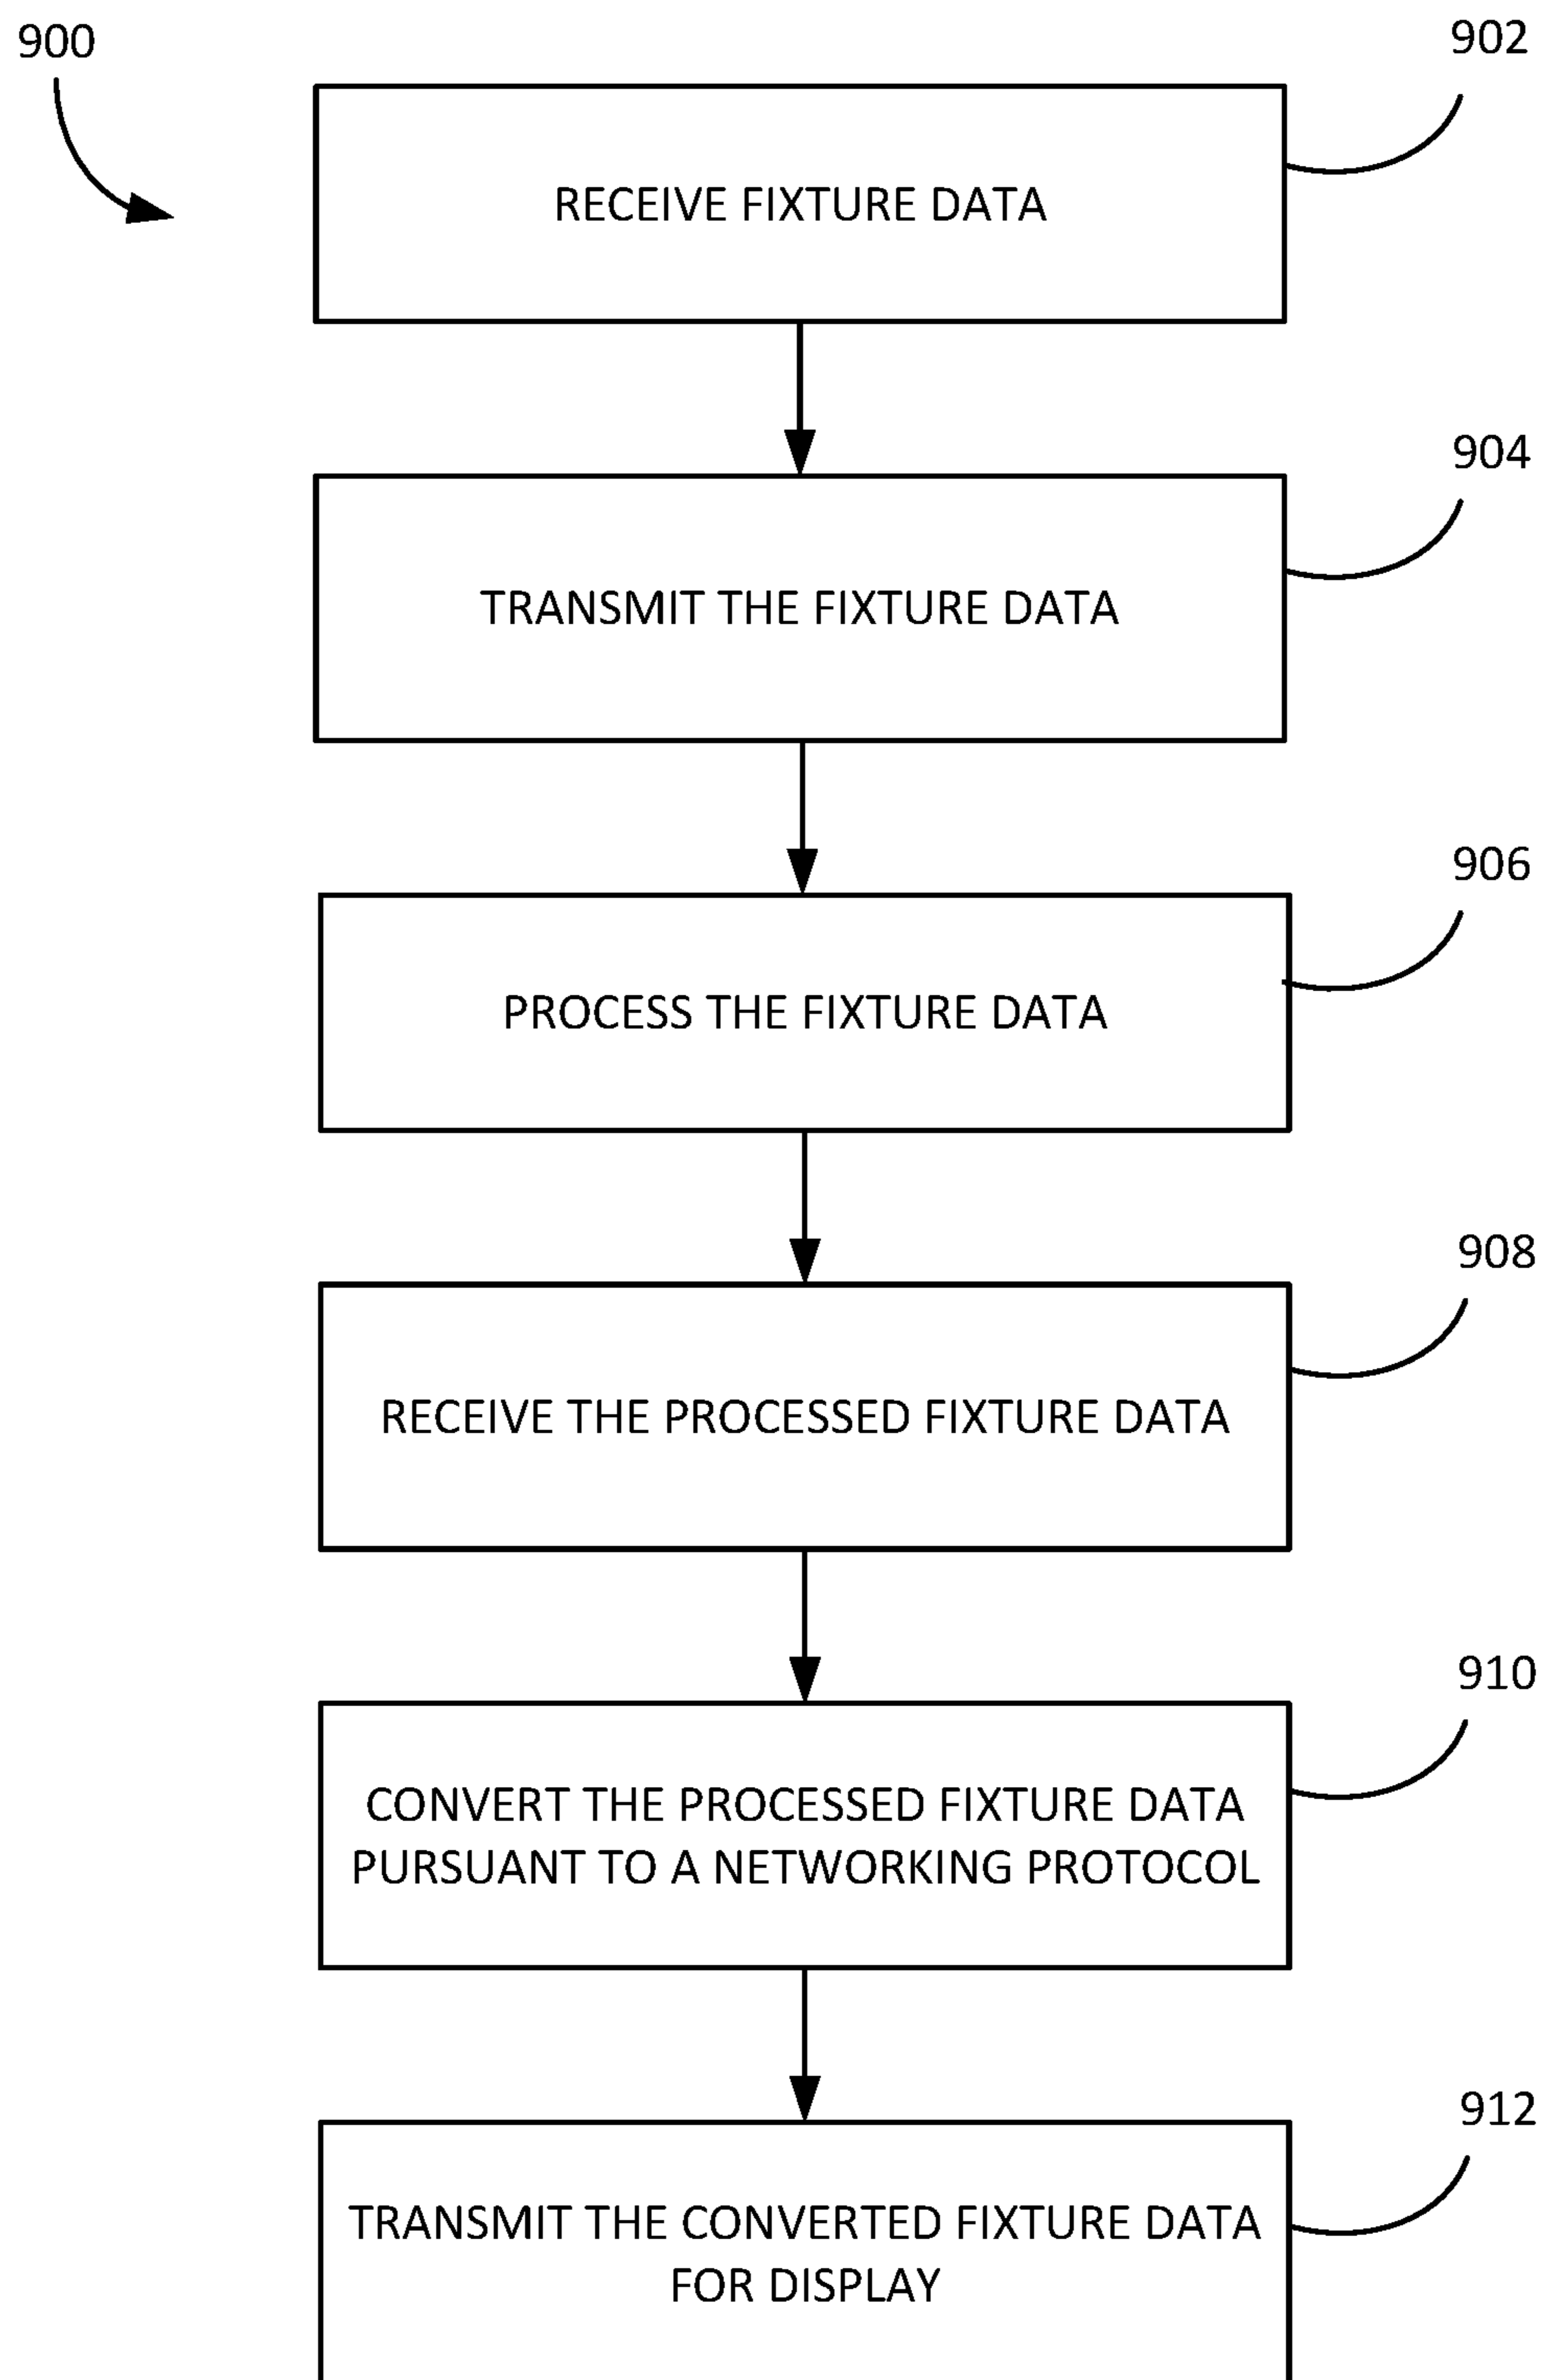 900
902
RECEIVE FIXTURE DATA
904
TRANSMIT THE FIXTURE DATA
906
PROCESS THE FIXTURE DATA
908
RECEIVE THE PROCESSED FIXTURE DATA
910
CONVERT THE PROCESSED FIXTURE DATA
PURSUANT TO A NETWORKING PROTOCOL
912
TRANSMIT THE CONVERTED FIXTURE DATA
FOR DISPLAY